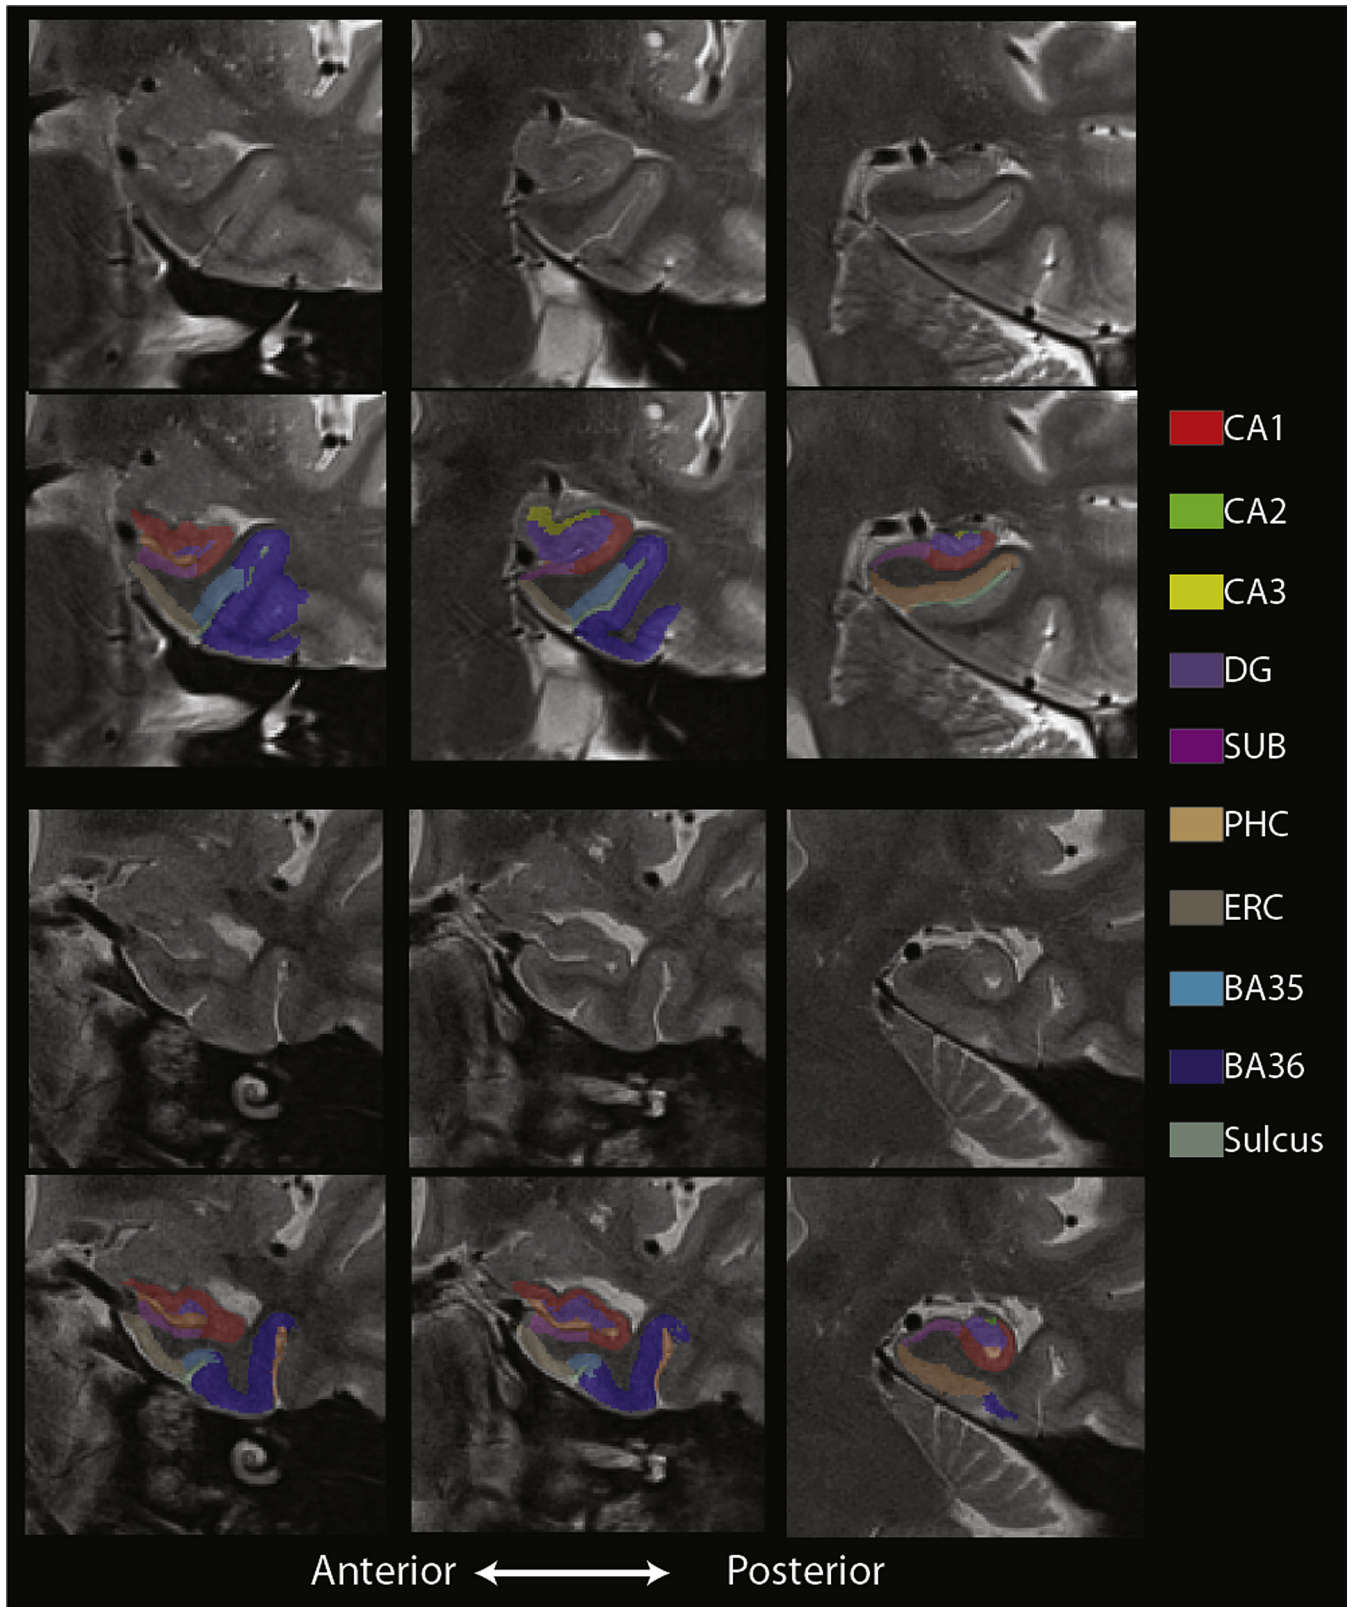 CA1
CA2
CA3
DG
SUB
PHC
ERC
BA35
BA36
Sulcus
Anterior Posterior